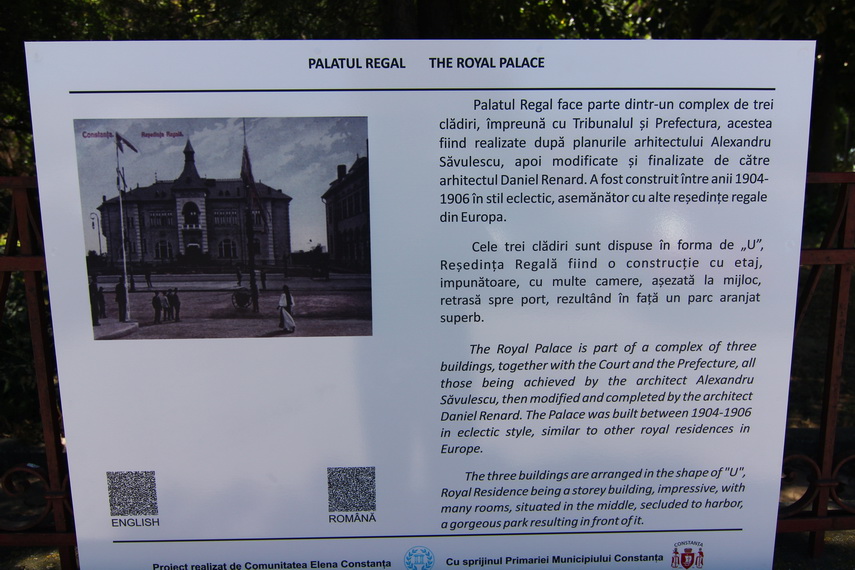 PALATUL REGAL THE ROYAL PALACE
Constanţa. Reşedinţa Regală.
Palatul Regal face parte dintr-un complex de trei
clădiri, împreună cu Tribunalul și Prefectura, acestea
fiind realizate după planurile arhitectului Alexandru
Săvulescu, apoi modificate și finalizate de către
arhitectul Daniel Renard. A fost construit între anii 1904-
1906 în stil eclectic, asemănător cu alte reședințe regale
din Europa.
Cele trei clădiri sunt dispuse în forma de „U”,
Reședința Regală fiind o construcție cu etaj,
impunătoare, cu multe camere, așezată la mijloc,
retrasă spre port, rezultând în față un parc aranjat
superb.
The Royal Palace is part of a complex of three
buildings, together with the Court and the Prefecture, all
those being achieved by the architect Alexandru
Săvulescu, then modified and completed by the architect
Daniel Renard. The Palace was built between 1904-1906
in eclectic style, similar to other royal residences in
Europe.
The three buildings are arranged in the shape of "U",
Royal Residence being a storey building, impressive, with
many rooms, situated in the middle, secluded to harbor,
a gorgeous park resulting in front of it.
ENGLISH
ROMÂNĂ
Proiect realizat de Comunitatea Elena Constanța
Cu sprijinul Primariei Municipiului Constanța
CONSTANȚA